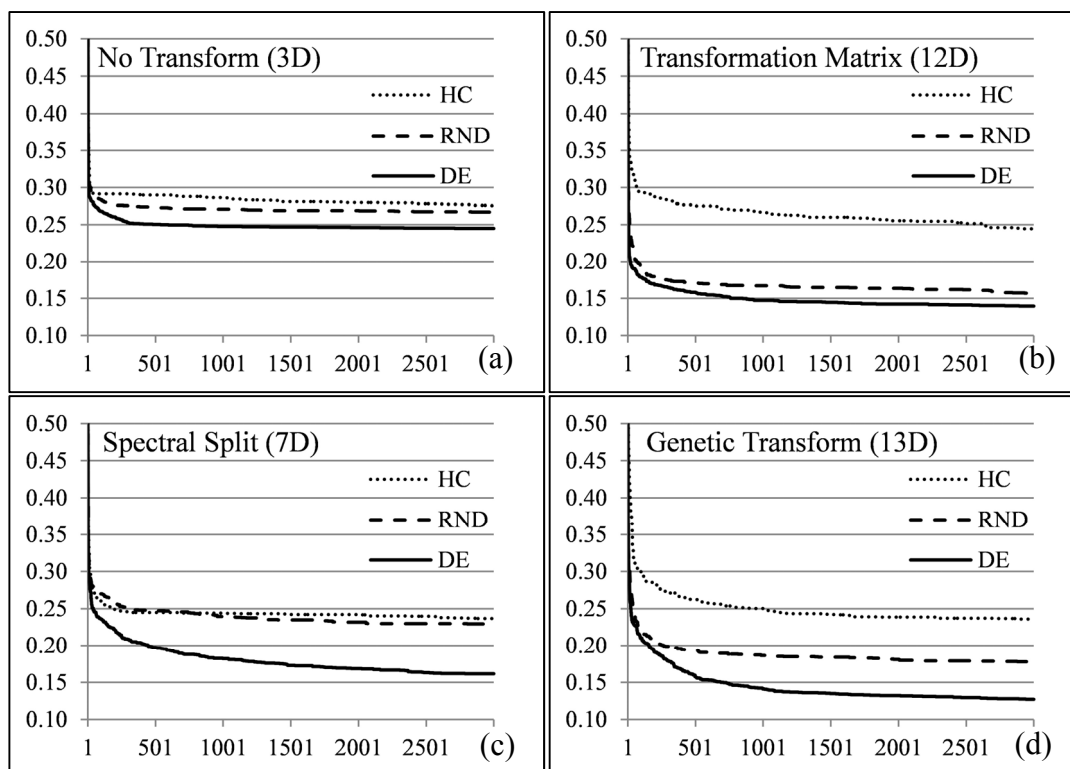 0.50
No Transform (3D)
0.45
0.40
HC
0.35
RND
0.30
DE
0.25
0.20
0.15
0.10
1 501 1001 1501 2001 2501
(a)
0.50
Transformation Matrix (12D)
0.45
0.40
HC
0.35
RND
0.30
DE
0.25
0.20
0.15
0.10
1 501 1001 1501 2001 2501
(b)
0.50
Spectral Split (7D)
0.45
0.40
HC
0.35
RND
0.30
DE
0.25
0.20
0.15
0.10
1 501 1001 1501 2001 2501
(c)
0.50
Genetic Transform (13D)
0.45
0.40
HC
0.35
RND
0.30
DE
0.25
0.20
0.15
0.10
1 501 1001 1501 2001 2501
(d)